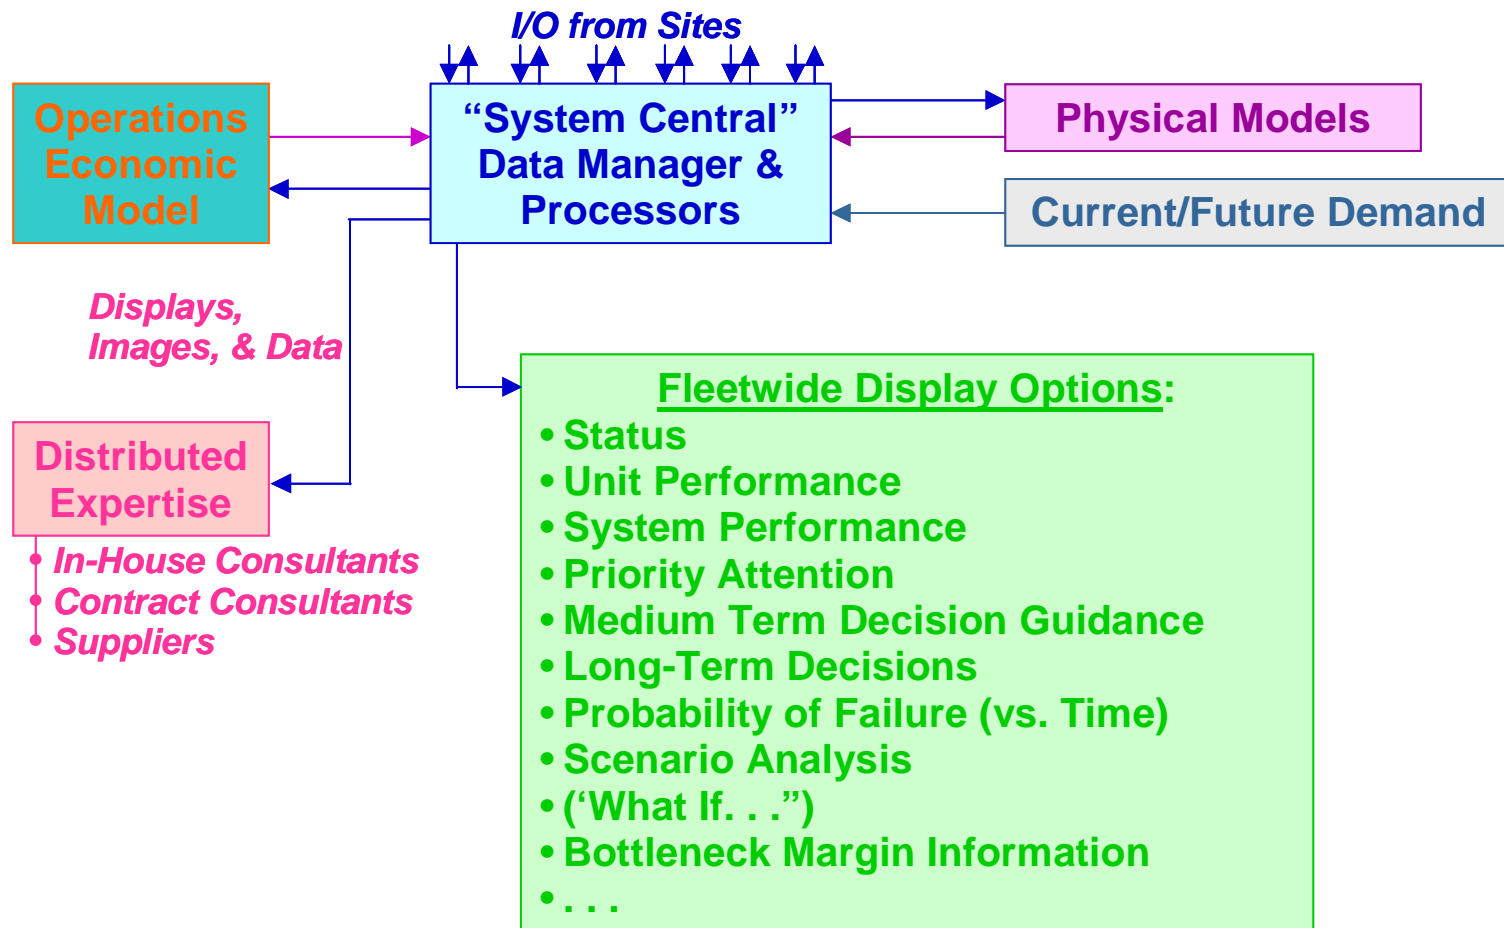 I/O from Sites
Operations
Economic
Model
“System Central”
Data Manager &
Processors
Physical Models
Current/Future Demand
Displays,
Images, & Data
Distributed
Expertise
• In-House Consultants
• Contract Consultants
• Suppliers
Fleetwide Display Options:
• Status
• Unit Performance
• System Performance
• Priority Attention
• Medium Term Decision Guidance
• Long-Term Decisions
• Probability of Failure (vs. Time)
• Scenario Analysis
• (‘What If. . .”)
• Bottleneck Margin Information
• . . .